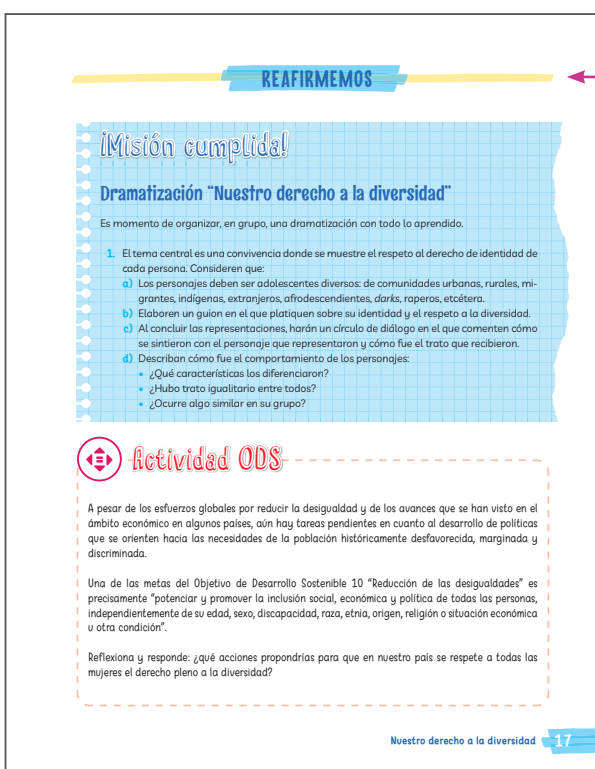 REAFIRMEMOS
¡Misión cumplida!
Dramatización “Nuestro derecho a la diversidad”
Es momento de organizar, en grupo, una dramatización con todo lo aprendido.
1. El tema central es una convivencia donde se muestre el respeto al derecho de identidad de
cada persona. Consideren que:
a) Los personajes deben ser adolescentes diversos: de comunidades urbanas, rurales, mi-
grantes, indígenas, extranjeros, afrodescendientes, darks, raperos, etcétera.
b) Elaboren un guion en el que platiquen sobre su identidad y el respeto a la diversidad.
c) Al concluir las representaciones, harán un círculo de diálogo en el que comenten cómo
se sintieron con el personaje que representaron y cómo fue el trato que recibieron.
d) Describan cómo fue el comportamiento de los personajes:
• ¿Qué características los diferenciaron?
• ¿Hubo trato igualitario entre todos?
• ¿Ocurre algo similar en su grupo?
Actividad ODS
A pesar de los esfuerzos globales por reducir la desigualdad y de los avances que se han visto en el
ámbito económico en algunos países, aún hay tareas pendientes en cuanto al desarrollo de políticas
que se orienten hacia las necesidades de la población históricamente desfavorecida, marginada y
discriminada.
Una de las metas del Objetivo de Desarrollo Sostenible 10 “Reducción de las desigualdades” es
precisamente “potenciar y promover la inclusión social, económica y política de todas las personas,
independientemente de su edad, sexo, discapacidad, raza, etnia, origen, religión o situación económica
u otra condición”.
Reflexiona y responde: ¿qué acciones propondrías para que en nuestro país se respete a todas las
mujeres el derecho pleno a la diversidad?
Nuestro derecho a la diversidad 17